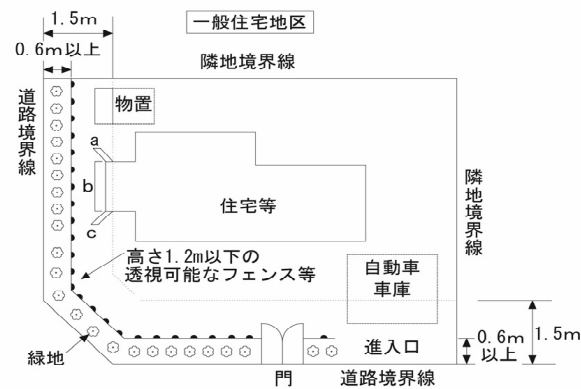 一般住宅地区
1.5m
0.6m以上
隣地境界線
道路境界線
物置
a
b
c
住宅等
隣地境界線
高さ1.2m以下の
透視可能なフェンス等
自動車
車庫
緑地
進入口
0.6m
以上
1.5m
門
道路境界線